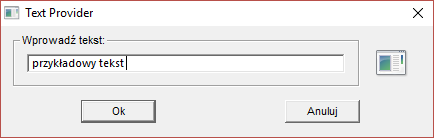 Text Provider
Wprowadź tekst:
przykładowy tekst
Ok
Anuluj